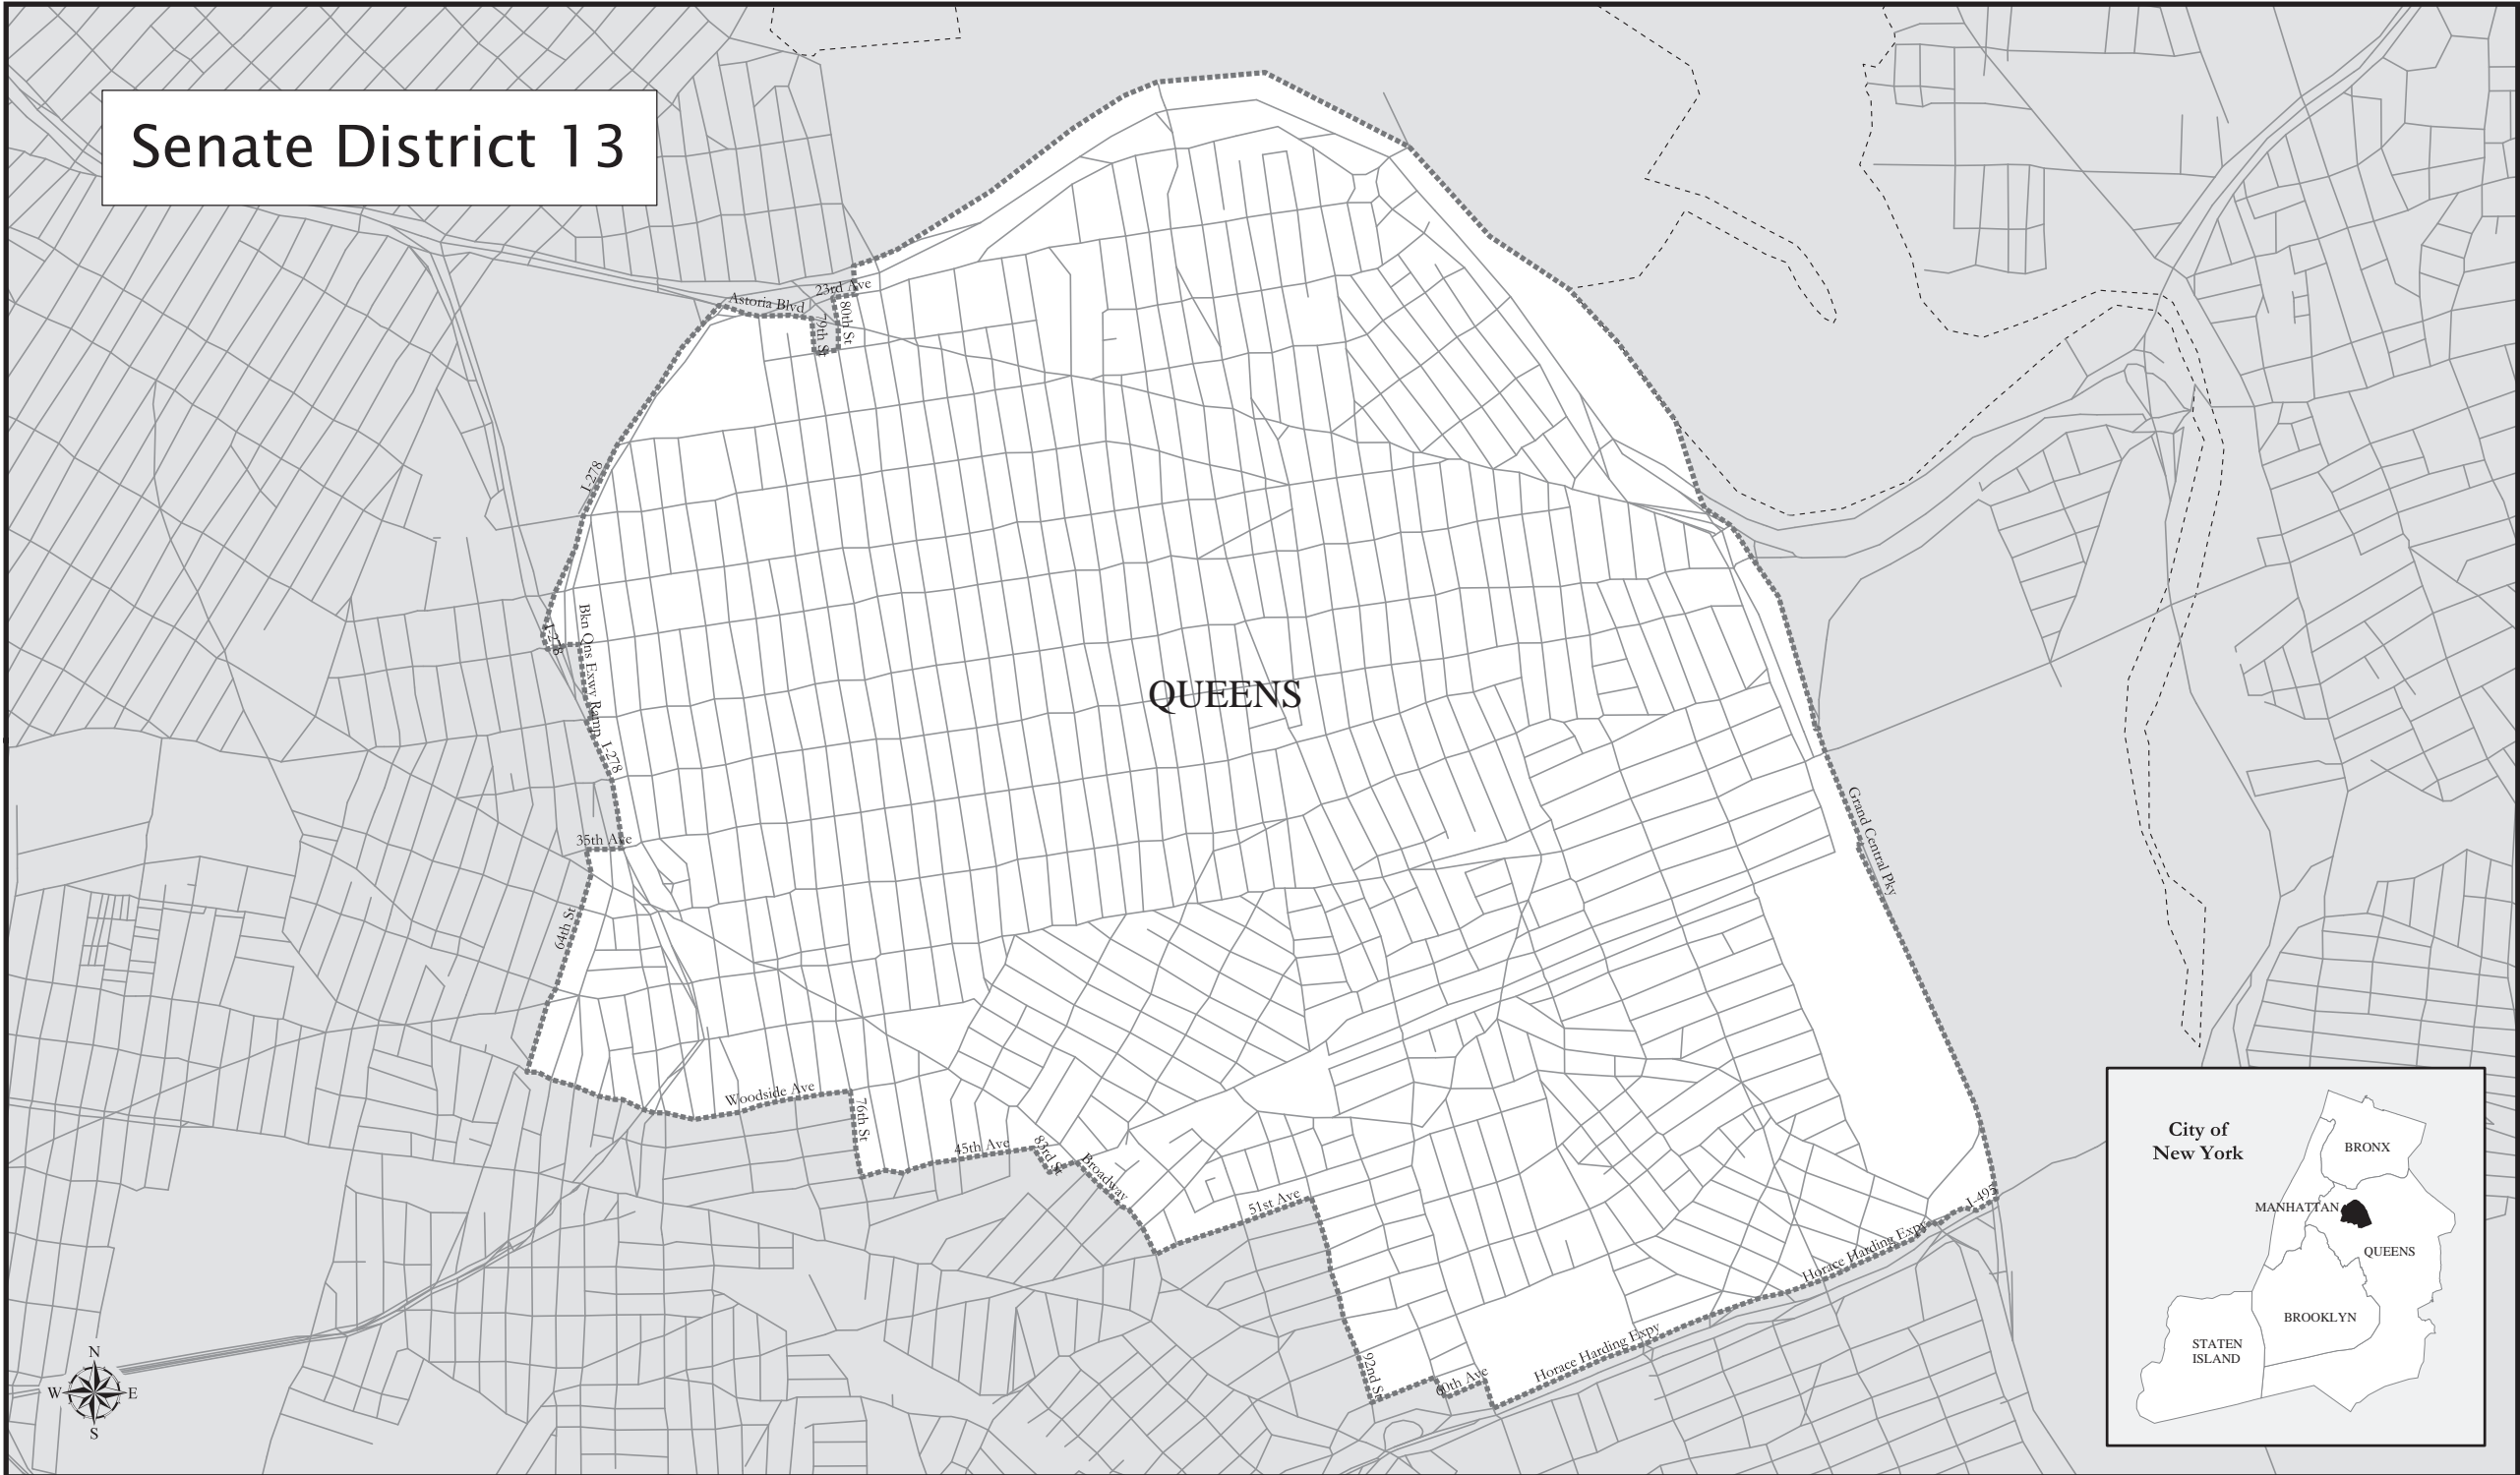 Senate District 13
Astoria Blvd
23rd Ave
79th St
80th St
I-278
I-278
Bkn Qns Exwy Ramp
I-278
QUEENS
35th Ave
64th St
Grand Central Pky
Woodside Ave
76th St
45th Ave
83rd St
Broadway
51st Ave
I-495
Horace Harding Expy
Horace Harding Expy
92nd St
60th Ave
N
W
E
S
City of
New York
BRONX
MANHATTAN
QUEENS
BROOKLYN
STATEN
ISLAND